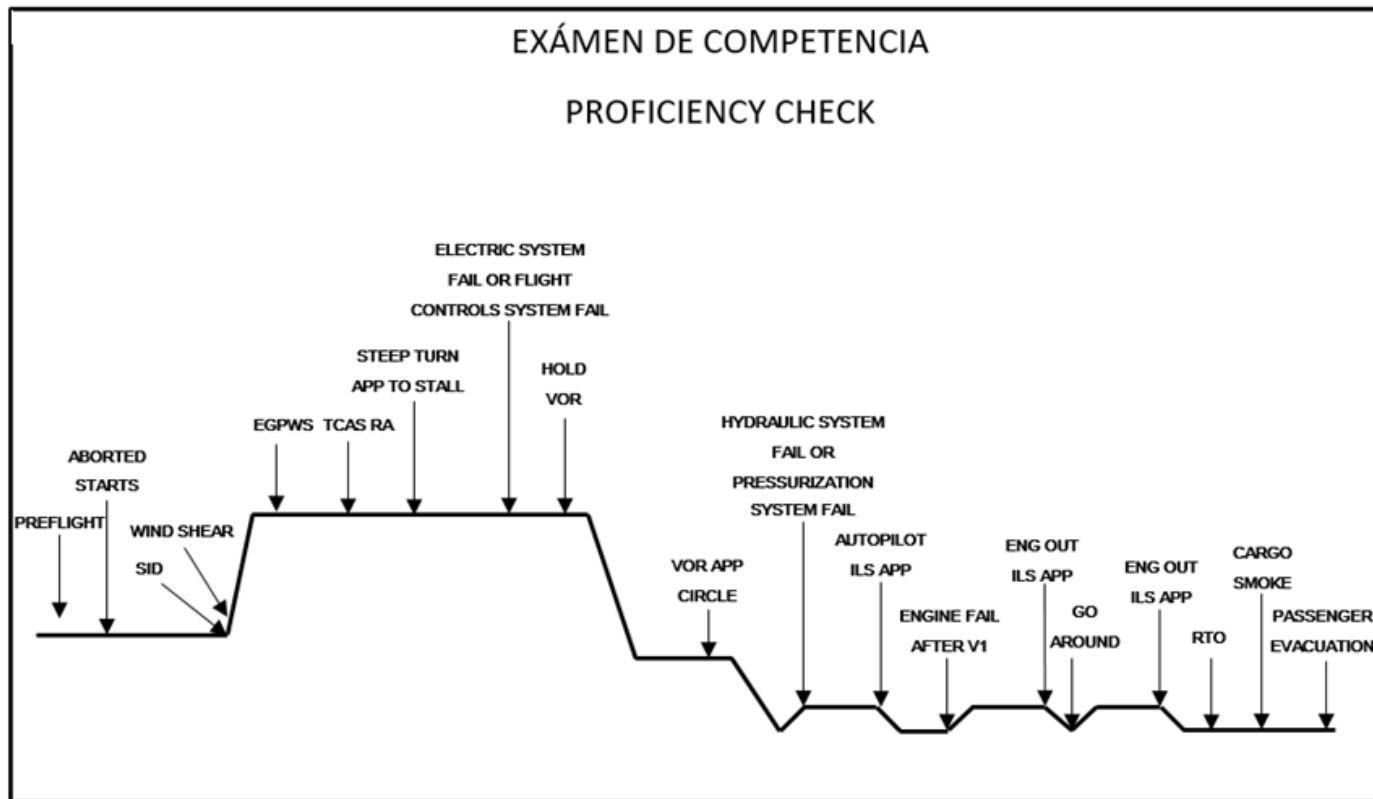 EXÁMEN DE COMPETENCIA
PROFICIENCY CHECK
PREFLIGHT
ABORTED
STARTS
SID
WIND SHEAR
EGPWS
TCAS RA
STEEP TURN
APP TO STALL
ELECTRIC SYSTEM
FAIL OR FLIGHT
CONTROLS SYSTEM FAIL
HOLD
VOR
VOR APP
CIRCLE
HYDRAULIC SYSTEM
FAIL OR
PRESSURIZATION
SYSTEM FAIL
AUTOPILOT
ILS APP
ENGINE FAIL
AFTER V1
ENG OUT
ILS APP
GO
AROUND
ENG OUT
ILS APP
RTO
CARGO
SMOKE
PASSENGER
EVACUATION